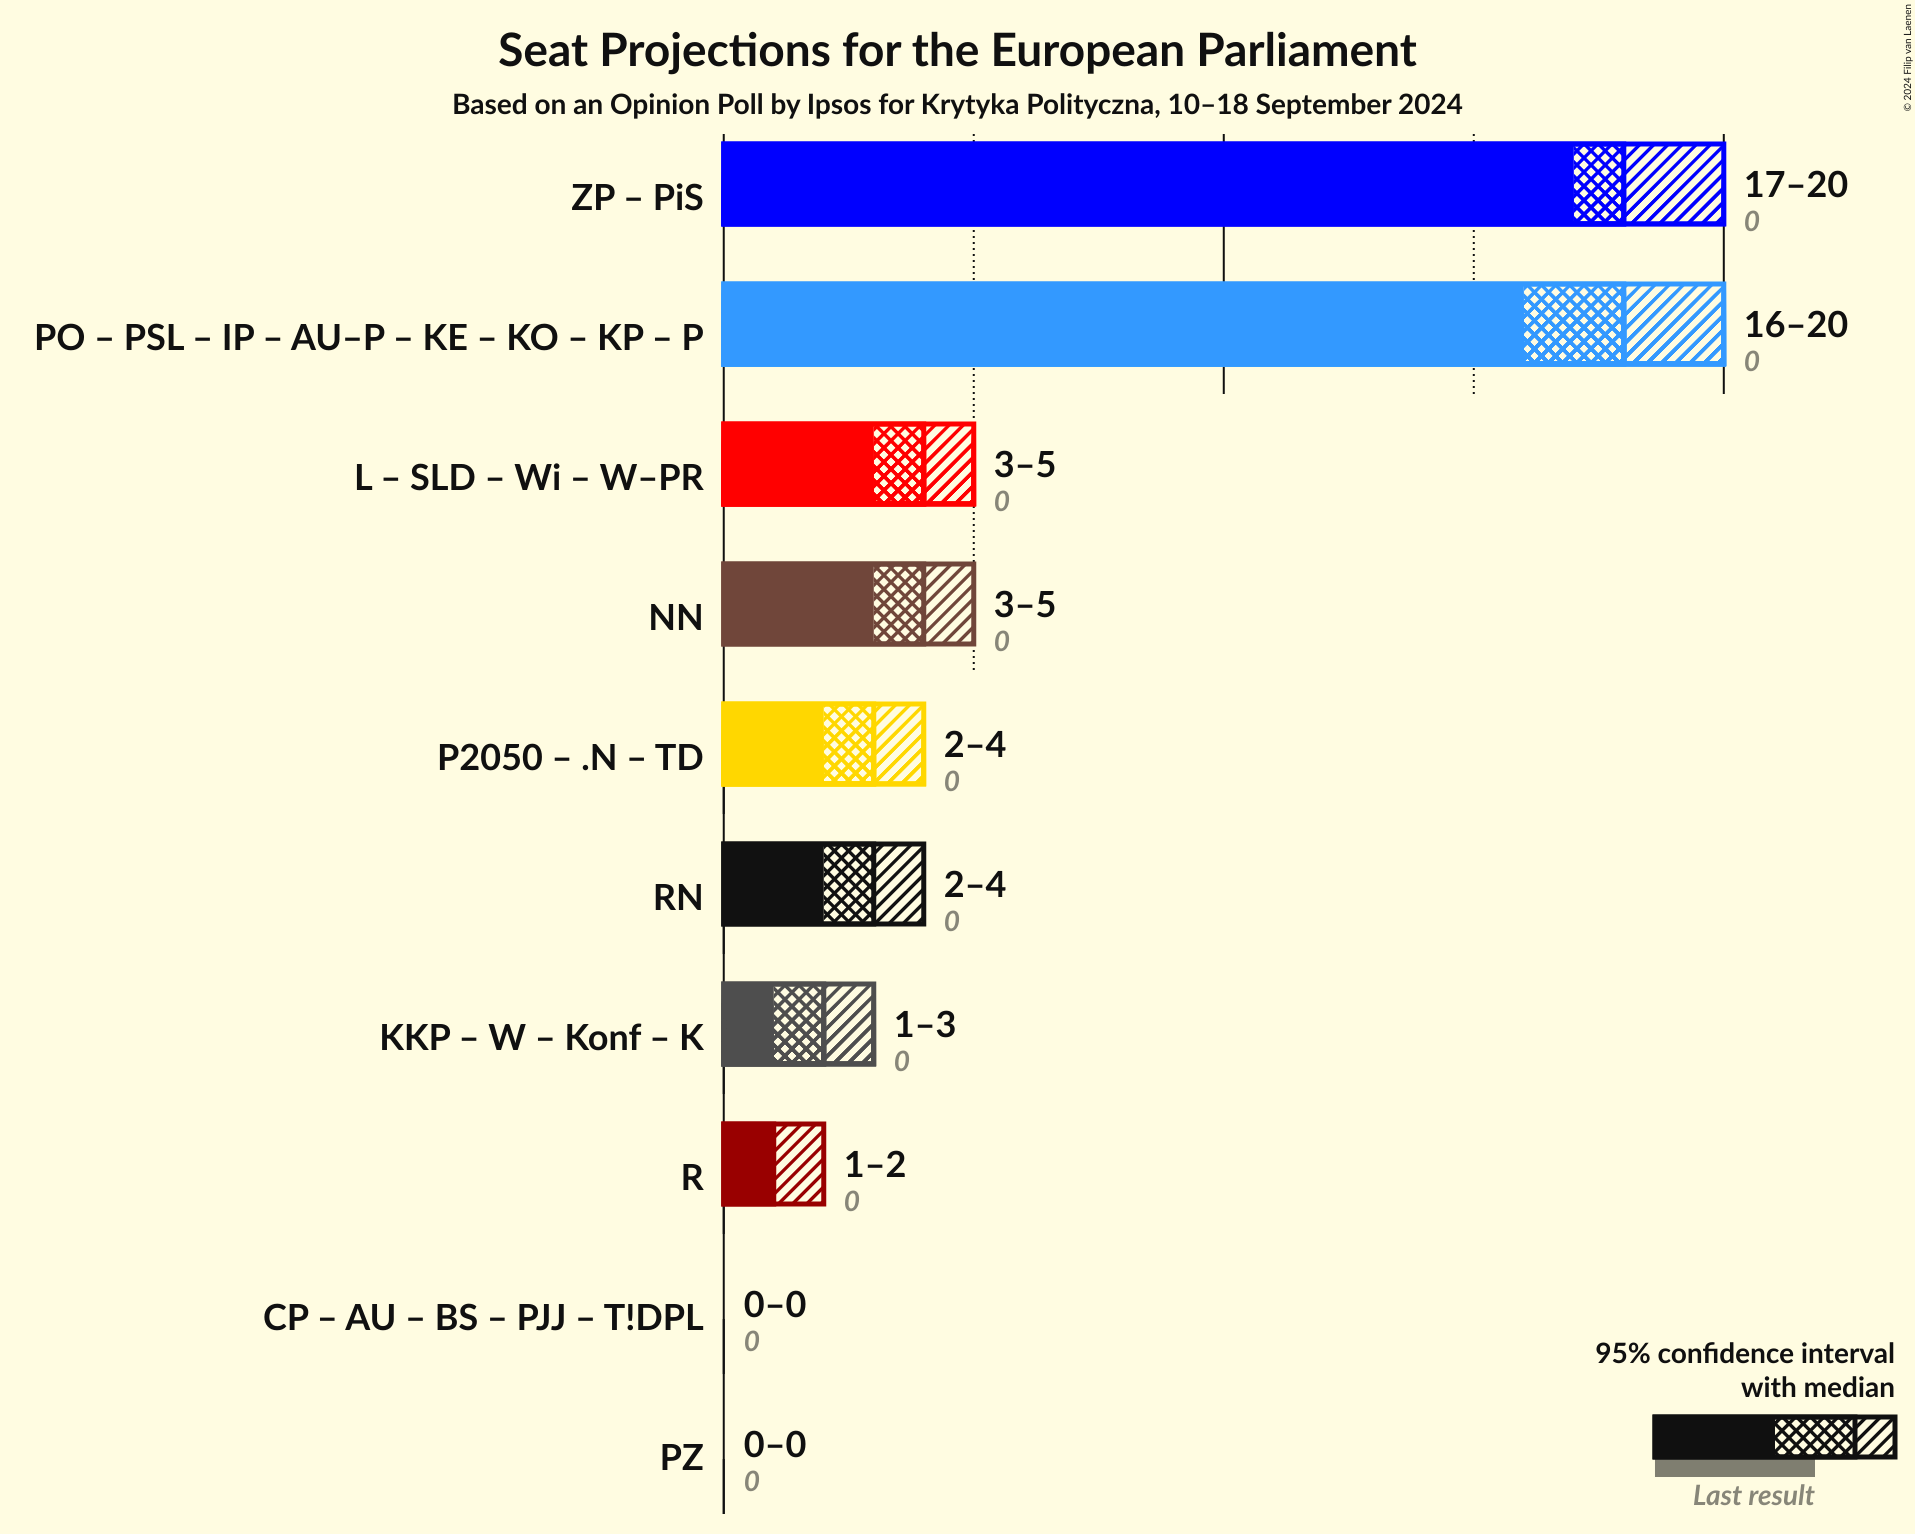 Seat Projections for the European Parliament
Based on an Opinion Poll by Ipsos for Krytyka Polityczna, 10–18 September 2024
© 2024 Filip van Laenen
ZP – PiS
17–20
0
PO – PSL – IP – AU–P – KE – KO – KP – P
16–20
0
L – SLD – Wi – W–PR
3–5
0
NN
3–5
0
P2050 – .N – TD
2–4
0
RN
2–4
0
KKP – W – Konf – K
1–3
0
R
1–2
0
CP – AU – BS – PJJ – T!DPL
0–0
0
PZ
0–0
0
95% confidence interval
with median
Last result